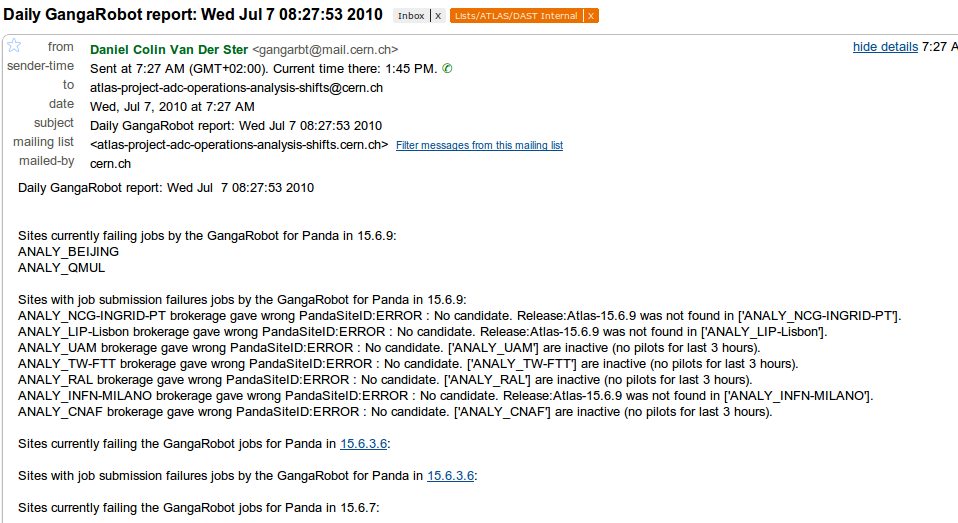 Daily GangaRobot report: Wed Jul 7 08:27:53 2010 Inbox X Lists/ATLAS/DAST Internal X
from Daniel Colin Van Der Ster <gangarbt@mail.cern.ch> hide details 7:27 A
sender-time Sent at 7:27 AM (GMT+02:00). Current time there: 1:45 PM. ✆
to atlas-project-adc-operations-analysis-shifts@cern.ch
date Wed, Jul 7, 2010 at 7:27 AM
subject Daily GangaRobot report: Wed Jul 7 08:27:53 2010
mailing list <atlas-project-adc-operations-analysis-shifts.cern.ch> Filter messages from this mailing list
mailed-by cern.ch
Daily GangaRobot report: Wed Jul  7 08:27:53 2010
Sites currently failing jobs by the GangaRobot for Panda in 15.6.9:
ANALY_BEIJING
ANALY_QMUL
Sites with job submission failures jobs by the GangaRobot for Panda in 15.6.9:
ANALY_NCG-INGRID-PT brokerage gave wrong PandaSiteID:ERROR : No candidate. Release:Atlas-15.6.9 was not found in ['ANALY_NCG-INGRID-PT'].
ANALY_LIP-Lisbon brokerage gave wrong PandaSiteID:ERROR : No candidate. Release:Atlas-15.6.9 was not found in ['ANALY_LIP-Lisbon'].
ANALY_UAM brokerage gave wrong PandaSiteID:ERROR : No candidate. ['ANALY_UAM'] are inactive (no pilots for last 3 hours).
ANALY_TW-FTT brokerage gave wrong PandaSiteID:ERROR : No candidate. ['ANALY_TW-FTT'] are inactive (no pilots for last 3 hours).
ANALY_RAL brokerage gave wrong PandaSiteID:ERROR : No candidate. ['ANALY_RAL'] are inactive (no pilots for last 3 hours).
ANALY_INFN-MILANO brokerage gave wrong PandaSiteID:ERROR : No candidate. Release:Atlas-15.6.9 was not found in ['ANALY_INFN-MILANO'].
ANALY_CNAF brokerage gave wrong PandaSiteID:ERROR : No candidate. ['ANALY_CNAF'] are inactive (no pilots for last 3 hours).
Sites currently failing the GangaRobot jobs for Panda in 15.6.3.6:
Sites with job submission failures jobs by the GangaRobot for Panda in 15.6.3.6:
Sites currently failing the GangaRobot jobs for Panda in 15.6.7: